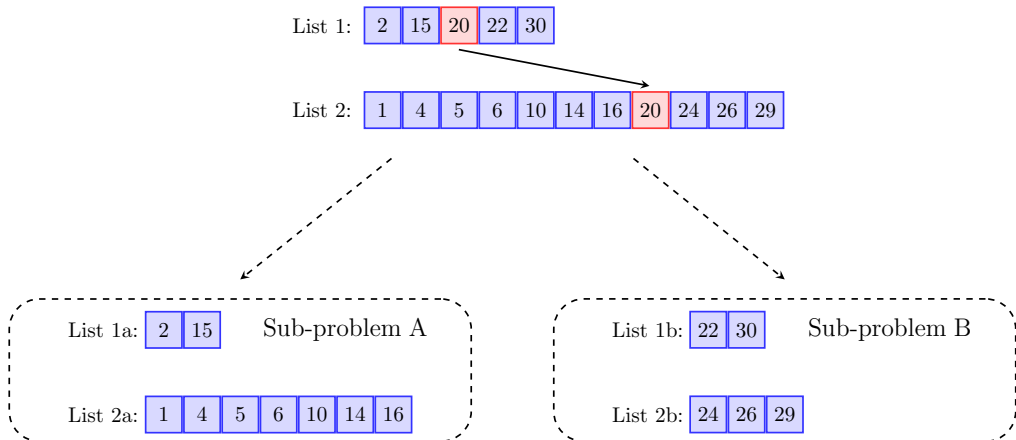 List 1: 2 15 20 22 30
List 2: 1 4 5 6 10 14 16 20 24 26 29
List 1a: 2 15 Sub-problem A
List 2a: 1 4 5 6 10 14 16
List 1b: 22 30 Sub-problem B
List 2b: 24 26 29